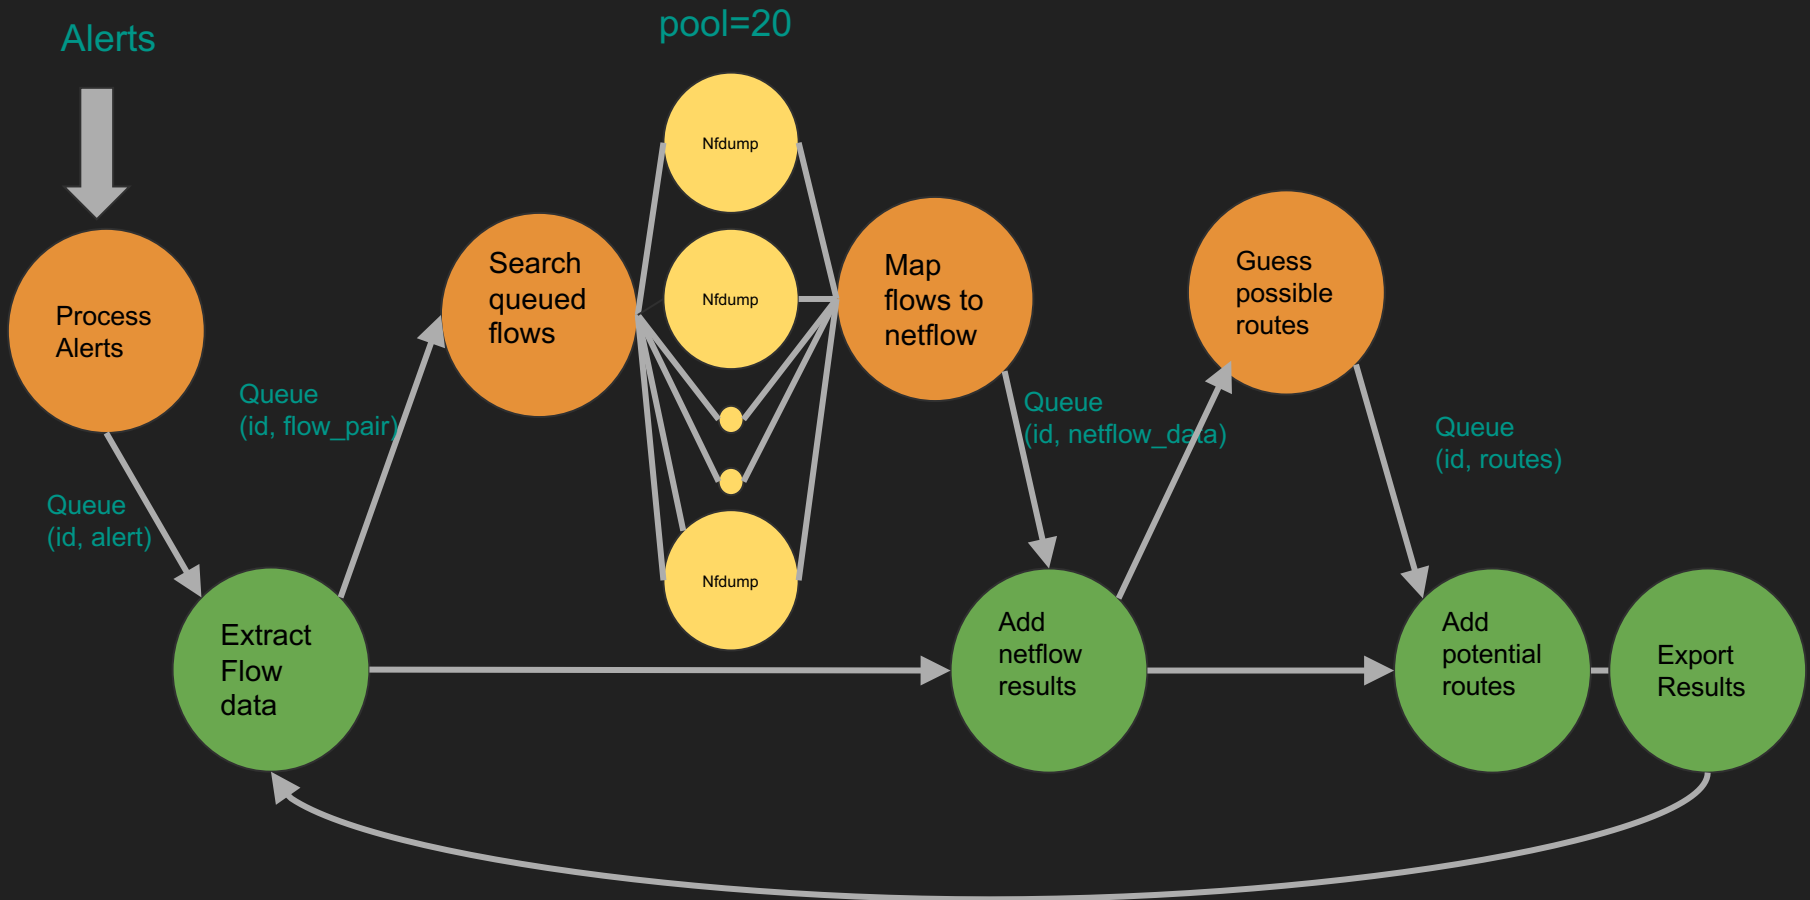 Alerts
pool=20
Nfdump
Nfdump
Nfdump
Process
Alerts
Queue
(id, alert)
Extract
Flow
data
Queue
(id, flow_pair)
Search
queued
flows
Map
flows to
netflow
Queue
(id, netflow_data)
Add
netflow
results
Guess
possible
routes
Queue
(id, routes)
Add
potential
routes
Export
Results